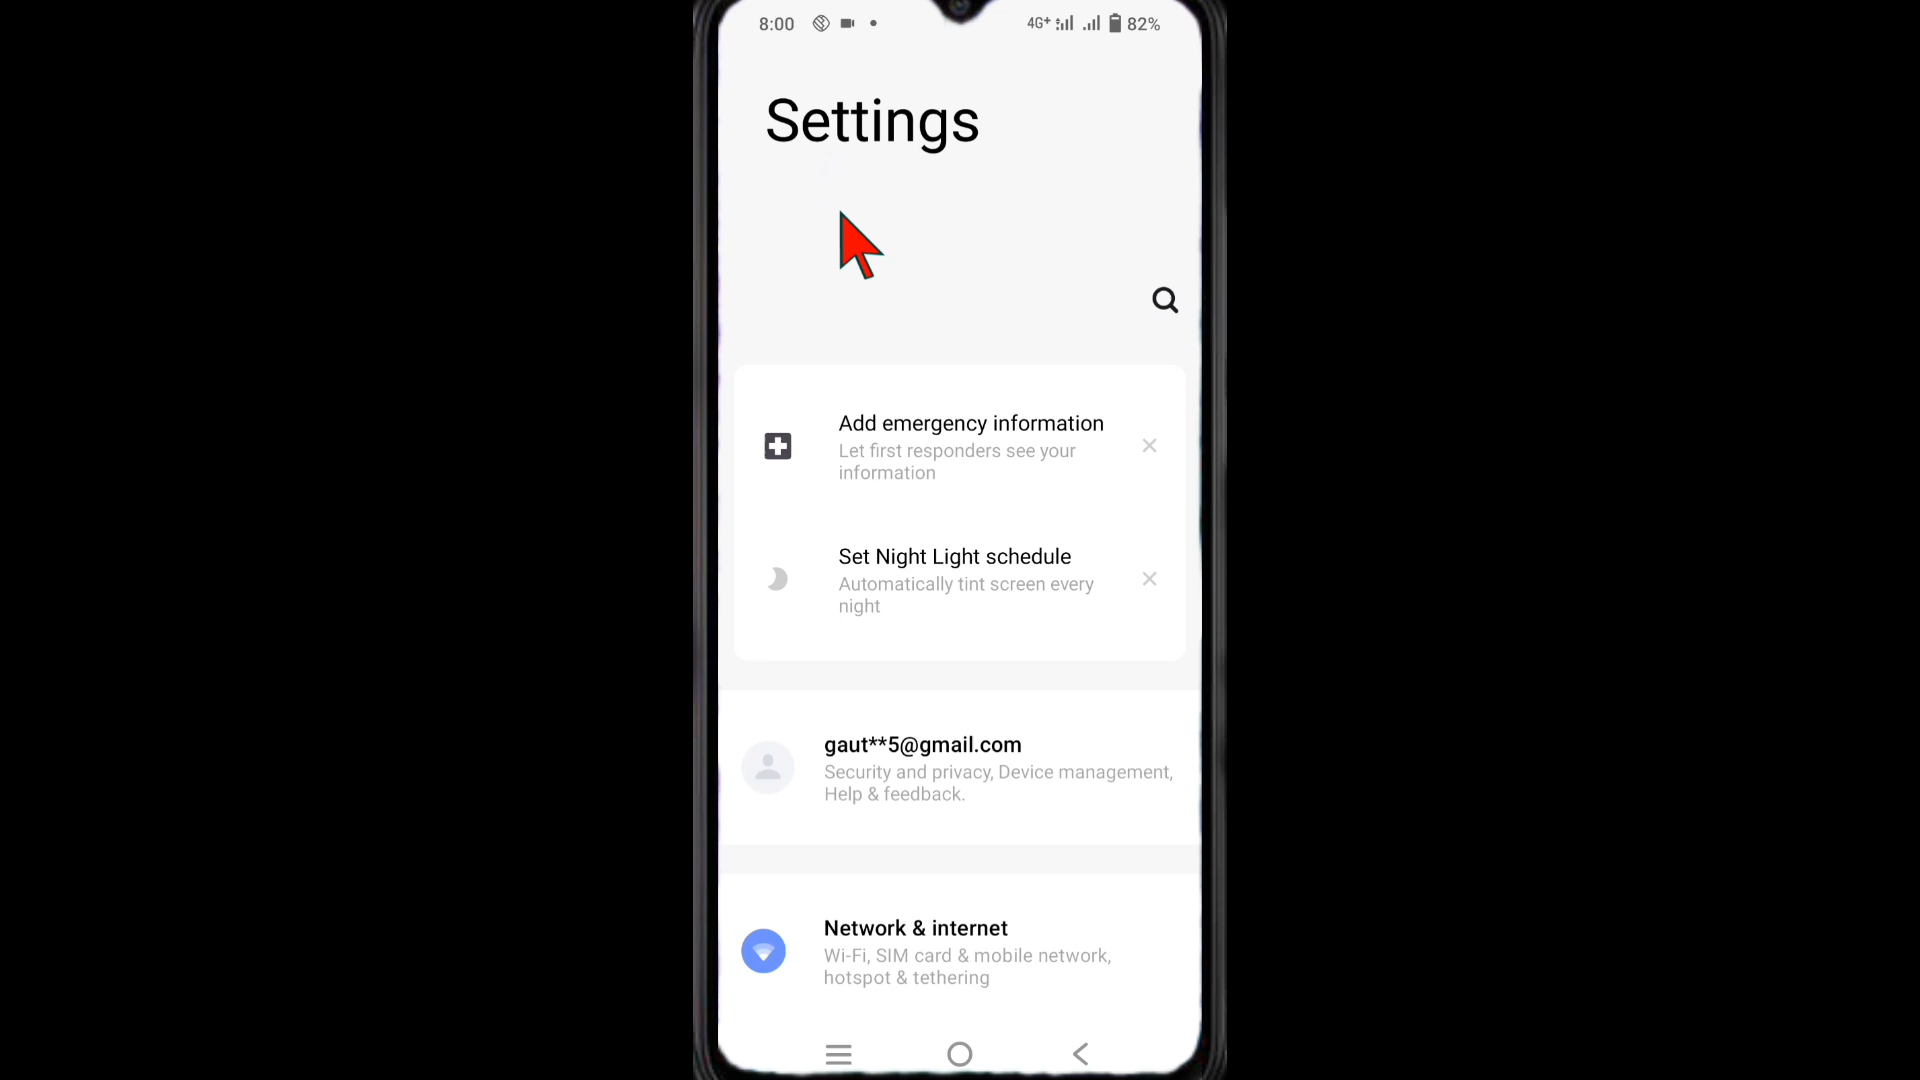 8:00 4G+ 82%
Settings
Add emergency information
Let first responders see your
information
Set Night Light schedule
Automatically tint screen every
night
gaut**5@gmail.com
Security and privacy, Device management,
Help & feedback.
Network & internet
Wi-Fi, SIM card & mobile network,
hotspot & tethering